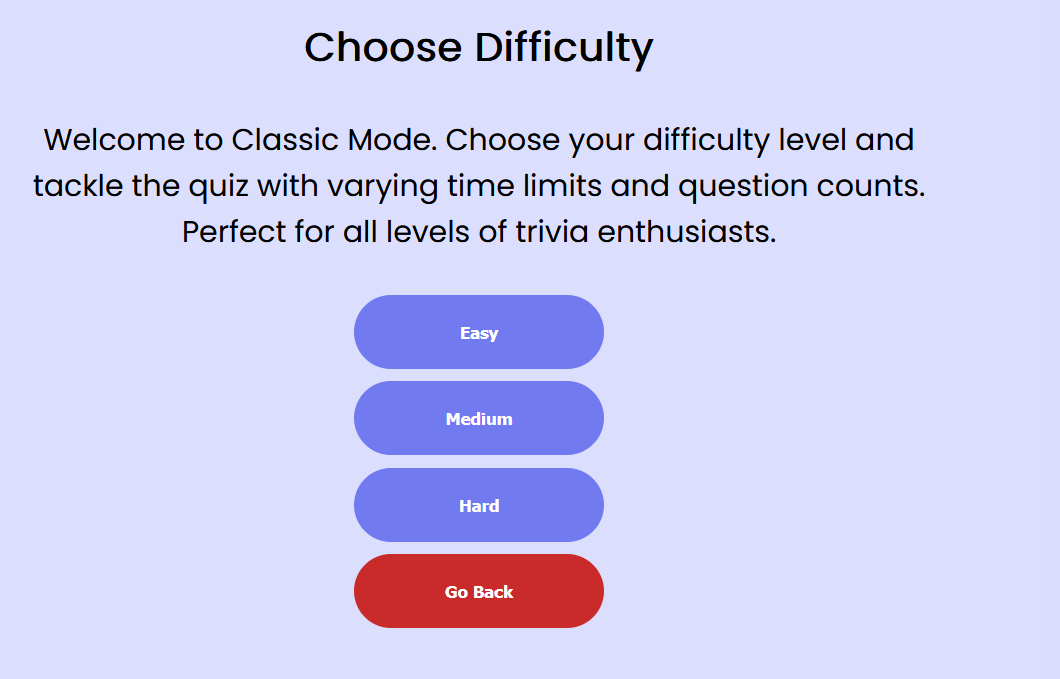 Choose Difficulty
Welcome to Classic Mode. Choose your difficulty level and
tackle the quiz with varying time limits and question counts.
Perfect for all levels of trivia enthusiasts.
Easy
Medium
Hard
Go Back